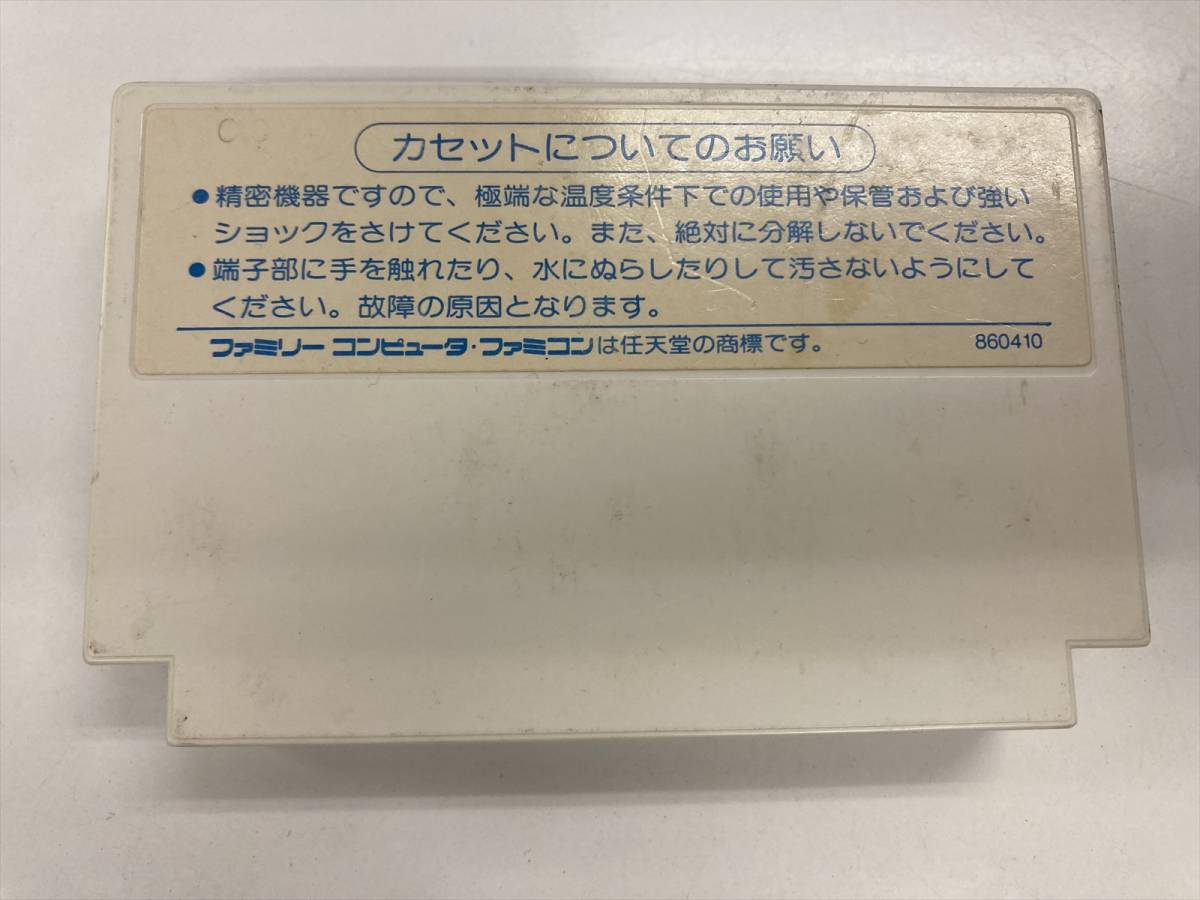 カセットについてのお願い
●精密機器ですので、極端な温度条件下での使用や保管および強い
ショックをさけてください。また、絶対に分解しないでください。
●端子部に手を触れたり、水にぬらしたりして汚さないようにして
ください。故障の原因となります。
ファミリーコンピュータ・ファミコンは任天堂の商標です。 860410